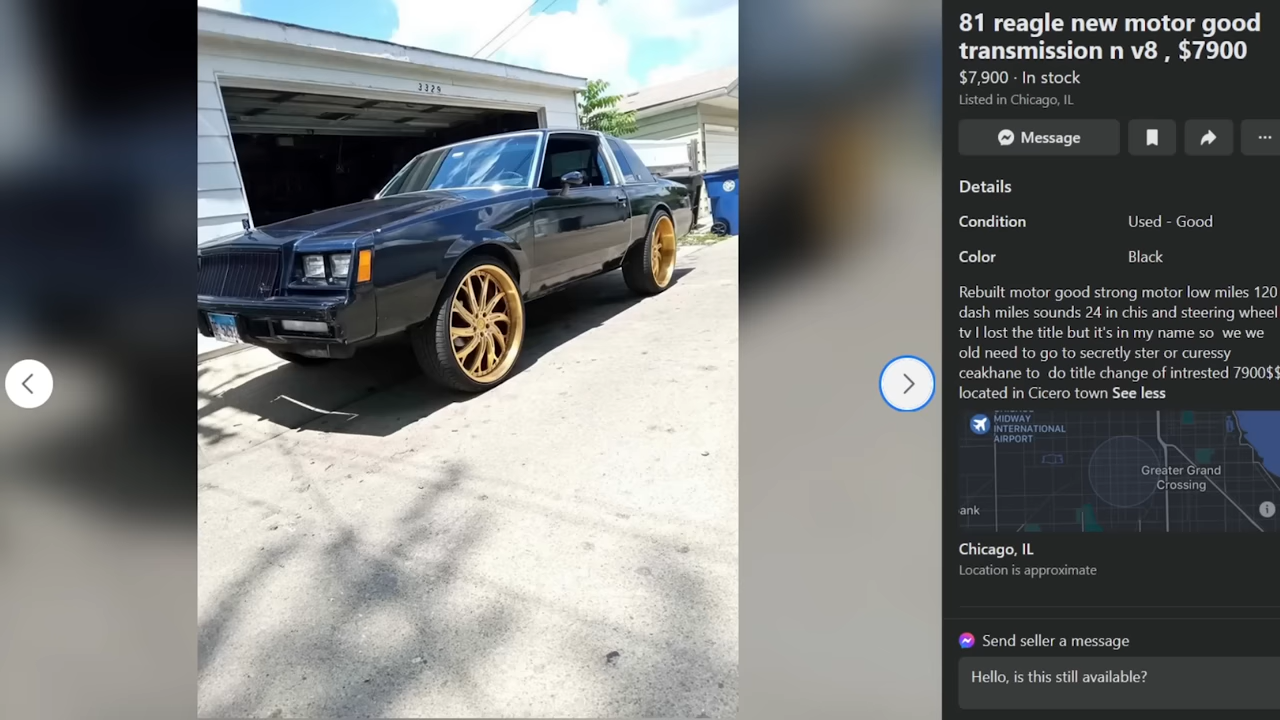 81 reagle new motor good
transmission n v8 , $7900
$7,900 · In stock
Listed in Chicago, IL
Message
Details
Condition Used - Good
Color Black
Rebuilt motor good strong motor low miles 120
dash miles sounds 24 in chis and steering wheel
tv I lost the title but it's in my name so we we
old need to go to secretly ster or curessy
ceakhane to do title change of intrested 7900$$
located in Cicero town See less
MIDWAY
INTERNATIONAL
AIRPORT
Greater Grand
Crossing
ank
Chicago, IL
Location is approximate
Send seller a message
Hello, is this still available?
3329